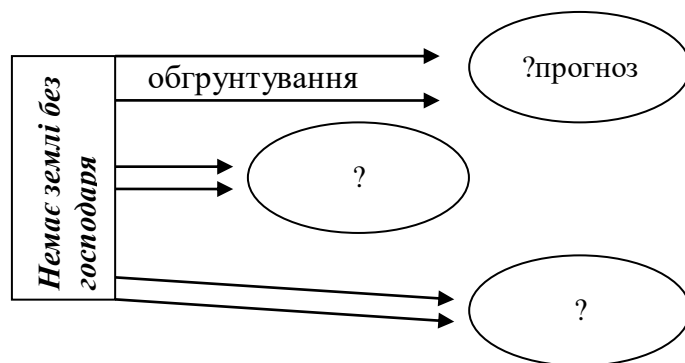 Немає землі без
господаря
обгрунтування
?прогноз
?
?